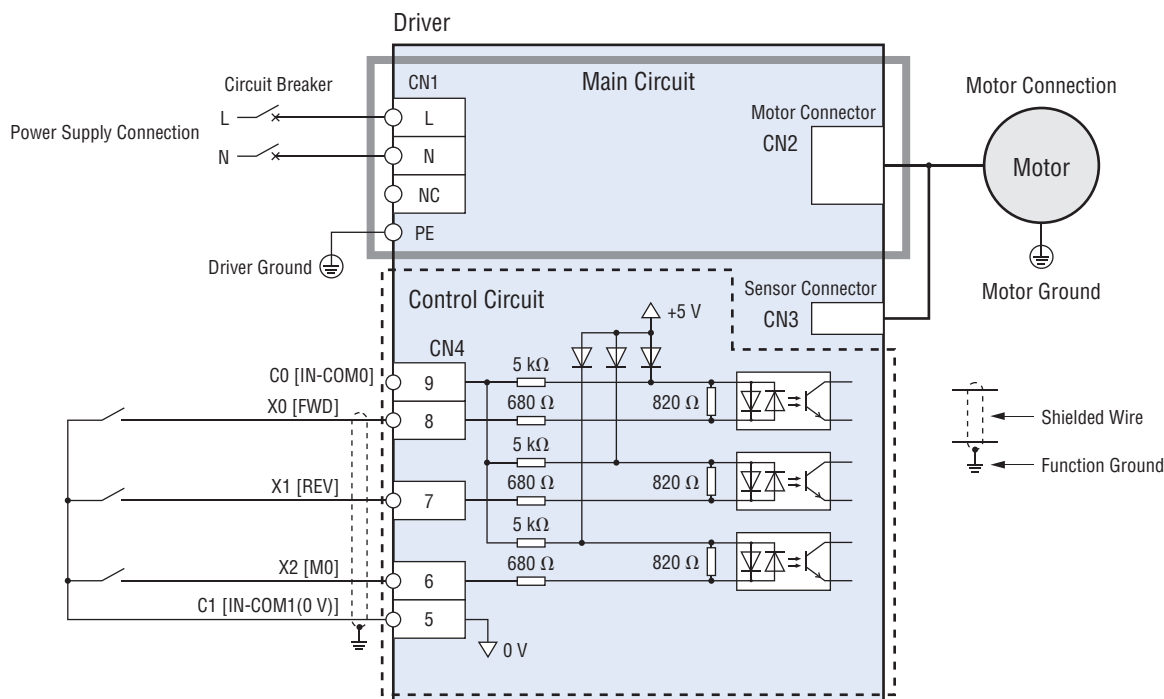 Driver
Main Circuit
Circuit Breaker
CN1
L
L
Power Supply Connection
N
N
NC
PE
Driver Ground
Motor Connector
CN2
Motor Connection
Motor
Motor Ground
Sensor Connector
CN3
Control Circuit
+5 V
CN4
C0 [IN-COM0]
9
5 kΩ
X0 [FWD]
8
680 Ω
820 Ω
5 kΩ
X1 [REV]
7
680 Ω
820 Ω
5 kΩ
X2 [M0]
6
680 Ω
820 Ω
C1 [IN-COM1(0 V)]
5
0 V
Shielded Wire
Function Ground